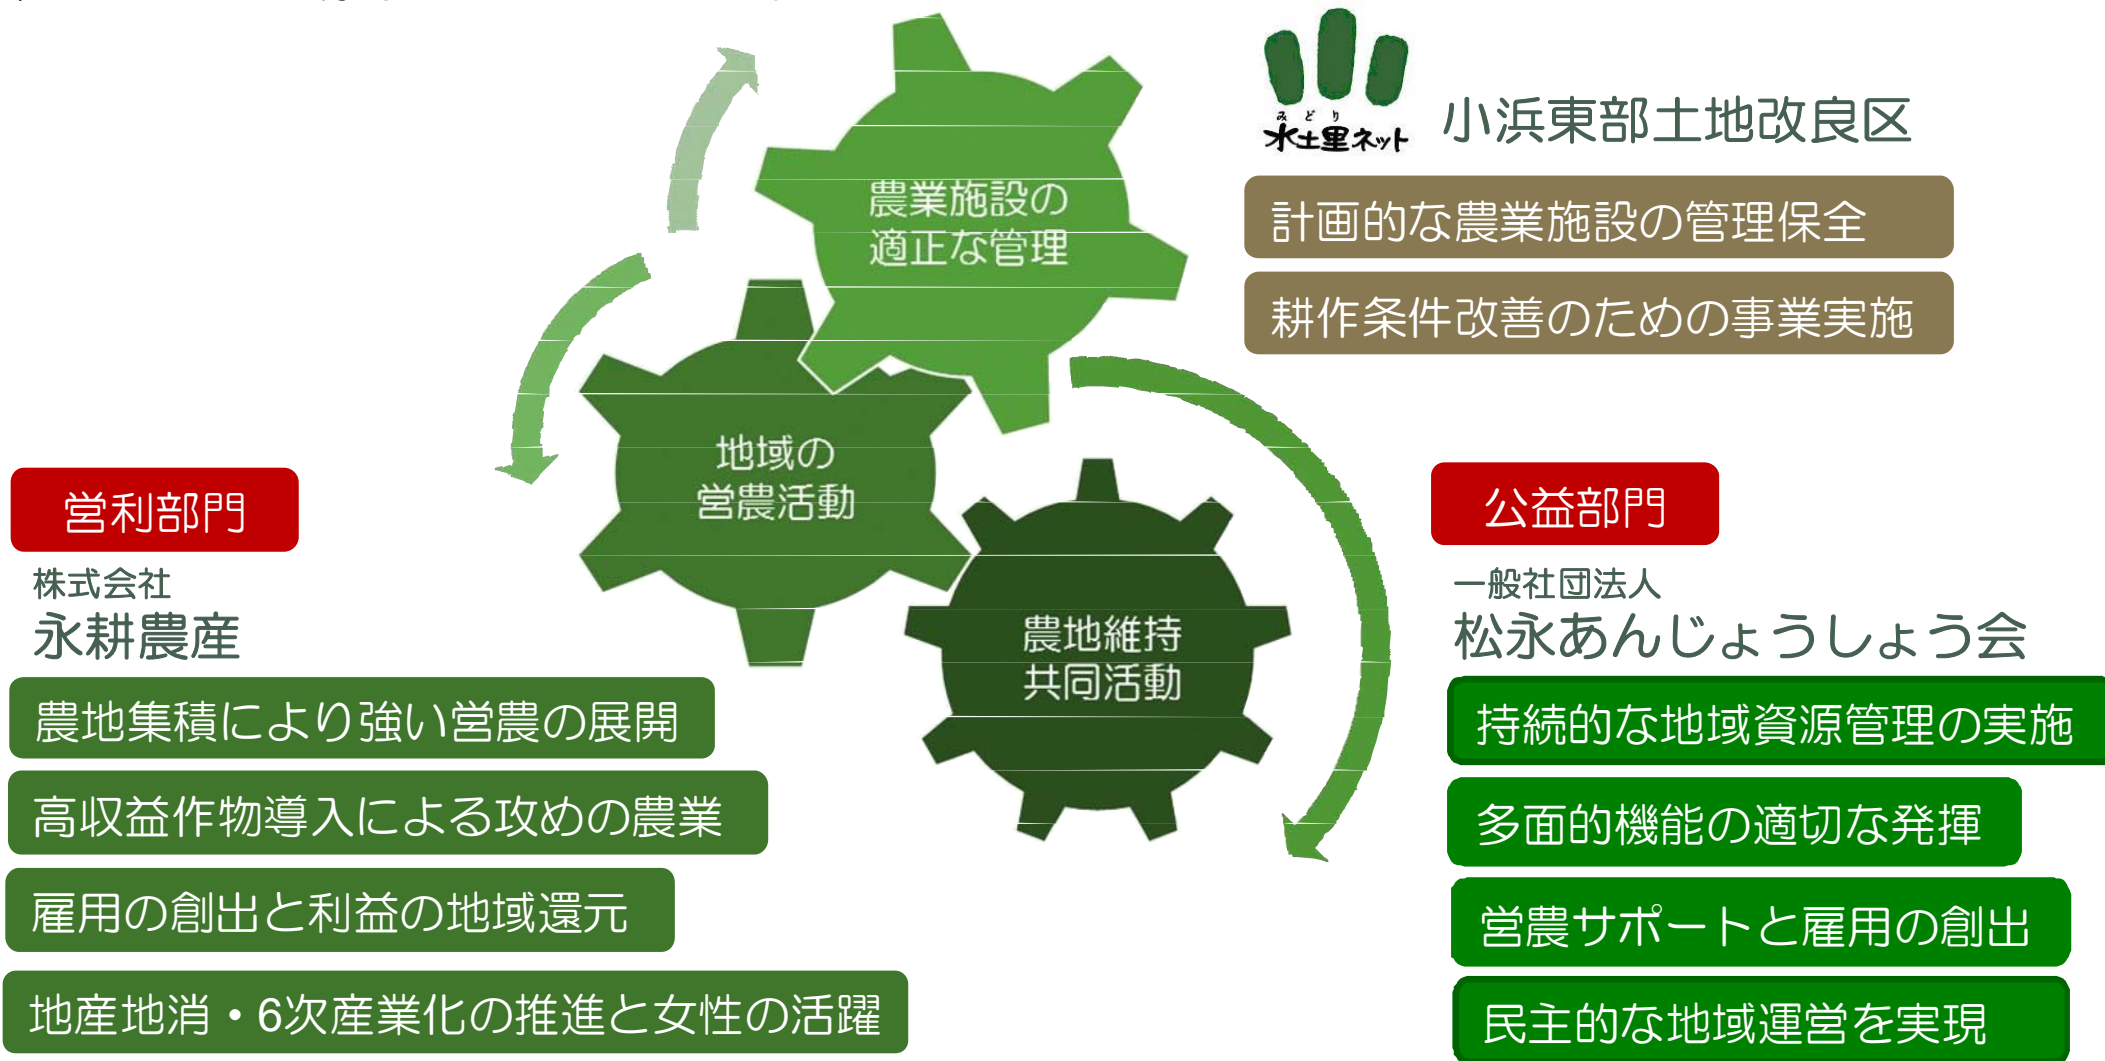 みどり
水土里ネット
小浜東部土地改良区
計画的な農業施設の管理保全
耕作条件改善のための事業実施
農業施設の
適正な管理
地域の
営農活動
農地維持
共同活動
営利部門
株式会社
永耕農産
農地集積により強い営農の展開
高収益作物導入による攻めの農業
雇用の創出と利益の地域還元
地産地消・6次産業化の推進と女性の活躍
公益部門
一般社団法人
松永あんじょうしょう会
持続的な地域資源管理の実施
多面的機能の適切な発揮
営農サポートと雇用の創出
民主的な地域運営を実現